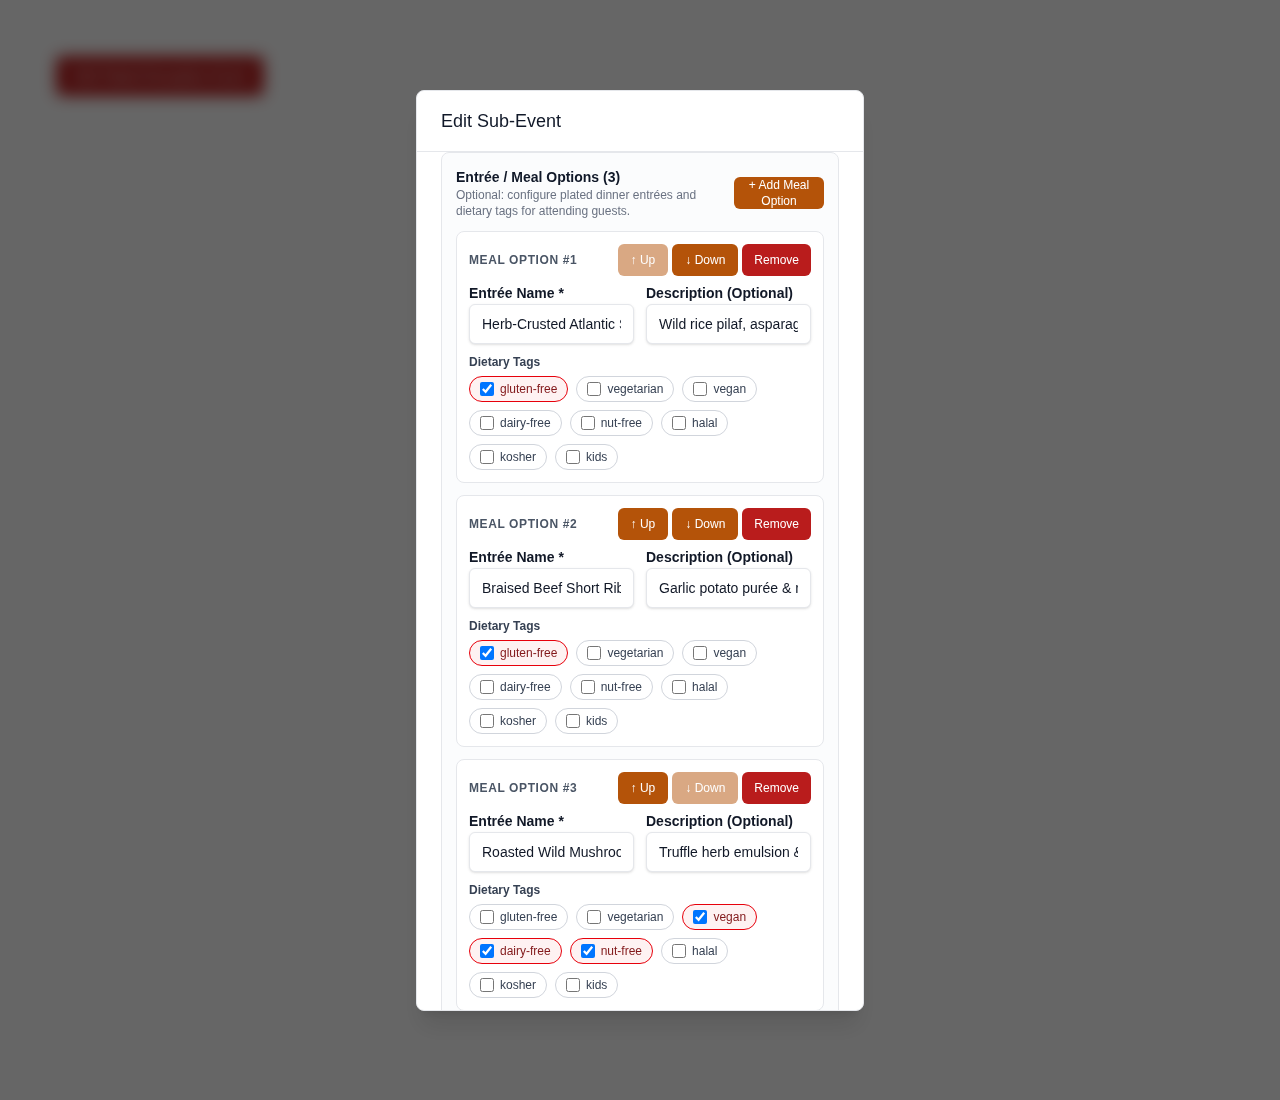 Edit Sub-Event
Entrée / Meal Options (3)
Optional: configure plated dinner entrées and
dietary tags for attending guests.
+ Add Meal
Option
MEAL OPTION #1
↑ Up
↓ Down
Remove
Entrée Name *
Description (Optional)
Herb-Crusted Atlantic
Wild rice pilaf, asparag
Dietary Tags
gluten-free
vegetarian
vegan
dairy-free
nut-free
halal
kosher
kids
MEAL OPTION #2
↑ Up
↓ Down
Remove
Entrée Name *
Description (Optional)
Braised Beef Short Rib
Garlic potato purée &
Dietary Tags
gluten-free
vegetarian
vegan
dairy-free
nut-free
halal
kosher
kids
MEAL OPTION #3
↑ Up
↓ Down
Remove
Entrée Name *
Description (Optional)
Roasted Wild Mushroo
Truffle herb emulsion &
Dietary Tags
gluten-free
vegetarian
vegan
dairy-free
nut-free
halal
kosher
kids